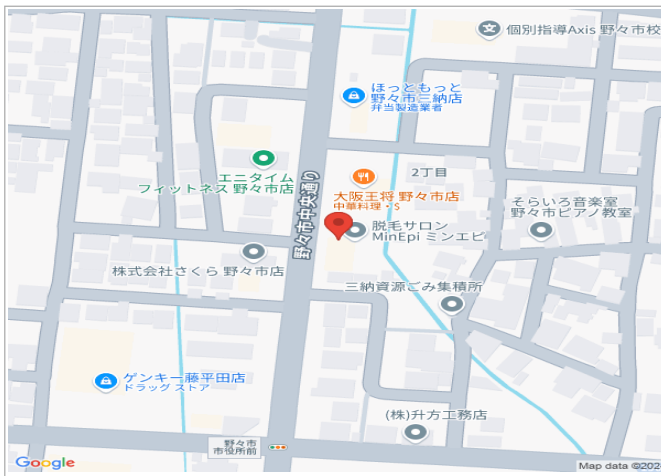 個別指導Axis 野々市校
ほっともっと
野々市三納店
弁当製造業者
エニタイム
フィットネス 野々市店
2丁目
大阪王将 野々市店
中華料理・S
そらいろ音楽室
野々市ピアノ教室
野々市中央通り
脱毛サロン
MinEpi ミンエピ
株式会社さくら 野々市店
三納資源ごみ集積所
ゲンキー藤平田店
ドラッグ ストア
(株)升方工務店
野々市
市役所前
Google
Map data ©202